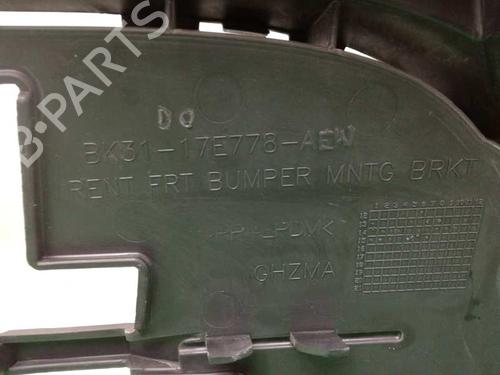 B-PARTS
DO
BK31-17E778-AEW
RENT FRT BUMPER MNTG BRKT
GHZMA